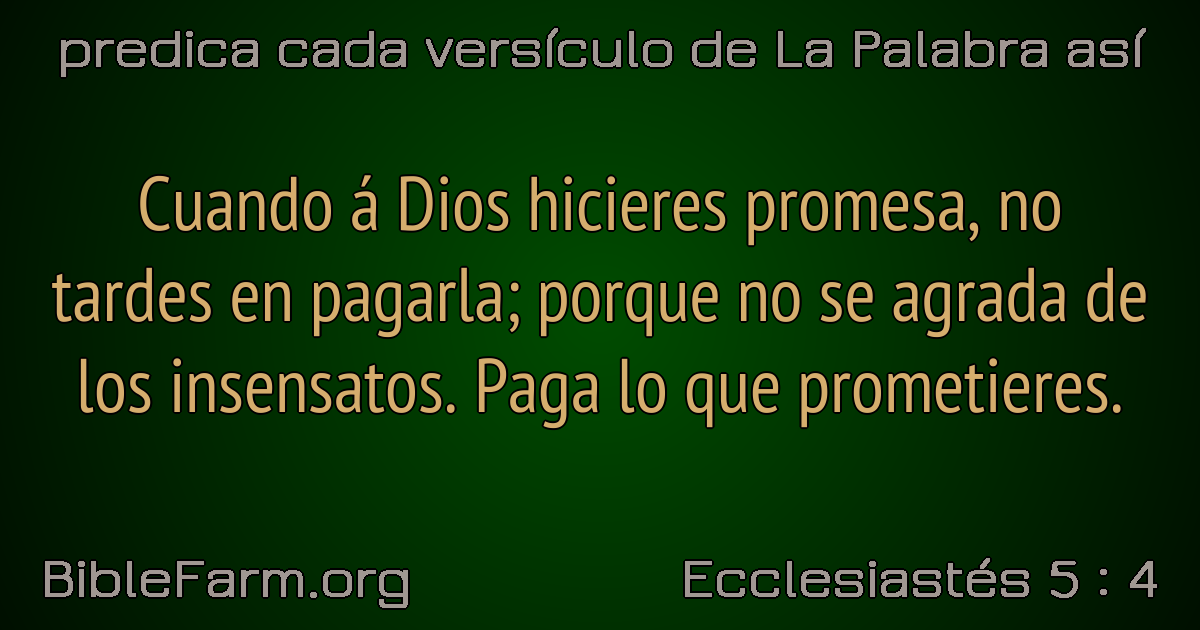 predica cada versículo de La Palabra así
Cuando á Dios hicieres promesa, no
tardes en pagarla; porque no se agrada de
los insensatos. Paga lo que prometieres.
BibleFarm.org
Ecclesiastés 5 : 4